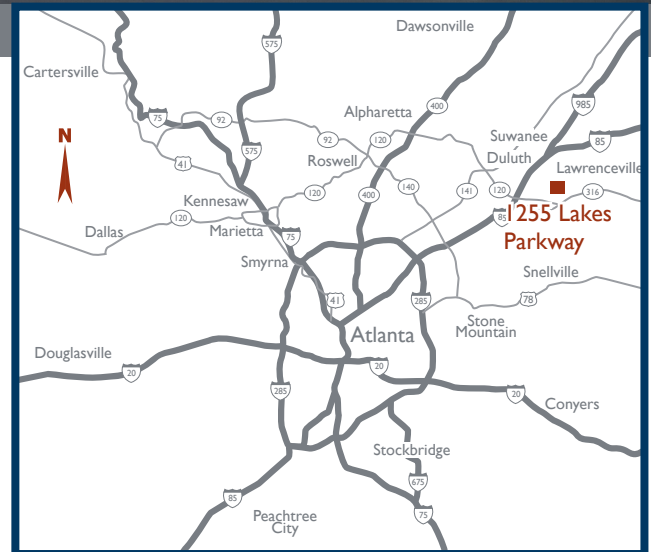 Dawsonville
575
Cartersville
400
985
75
92
Alpharetta
92
120
Suwanee
85
41
575
Roswell
Duluth
Lawrenceville
120
400
140
141
120
316
Kennesaw
120
Marietta
75
85
1255 Lakes
Parkway
Dallas
Smyrna
Snellville
41
285
78
Atlanta
Stone
Mountain
Douglasville
20
20
285
20
Conyers
Stockbridge
675
85
75
Peachtree
City
N